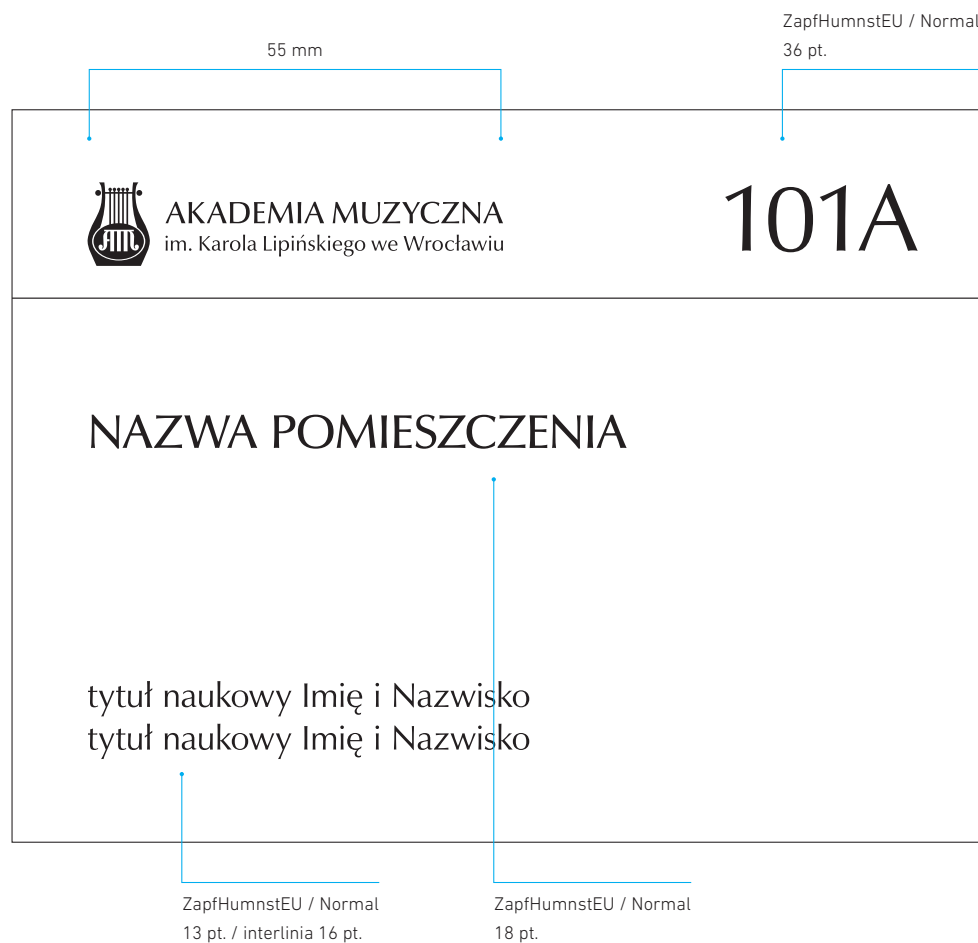 ZapfHumnstEU / Normal
36 pt.
55 mm
AKADEMIA MUZYCZNA
im. Karola Lipińskiego we Wrocławiu
101A
NAZWA POMIESZCZENIA
tytuł naukowy Imię i Nazwisko
tytuł naukowy Imię i Nazwisko
ZapfHumnstEU / Normal
13 pt. / interlinia 16 pt.
ZapfHumnstEU / Normal
18 pt.